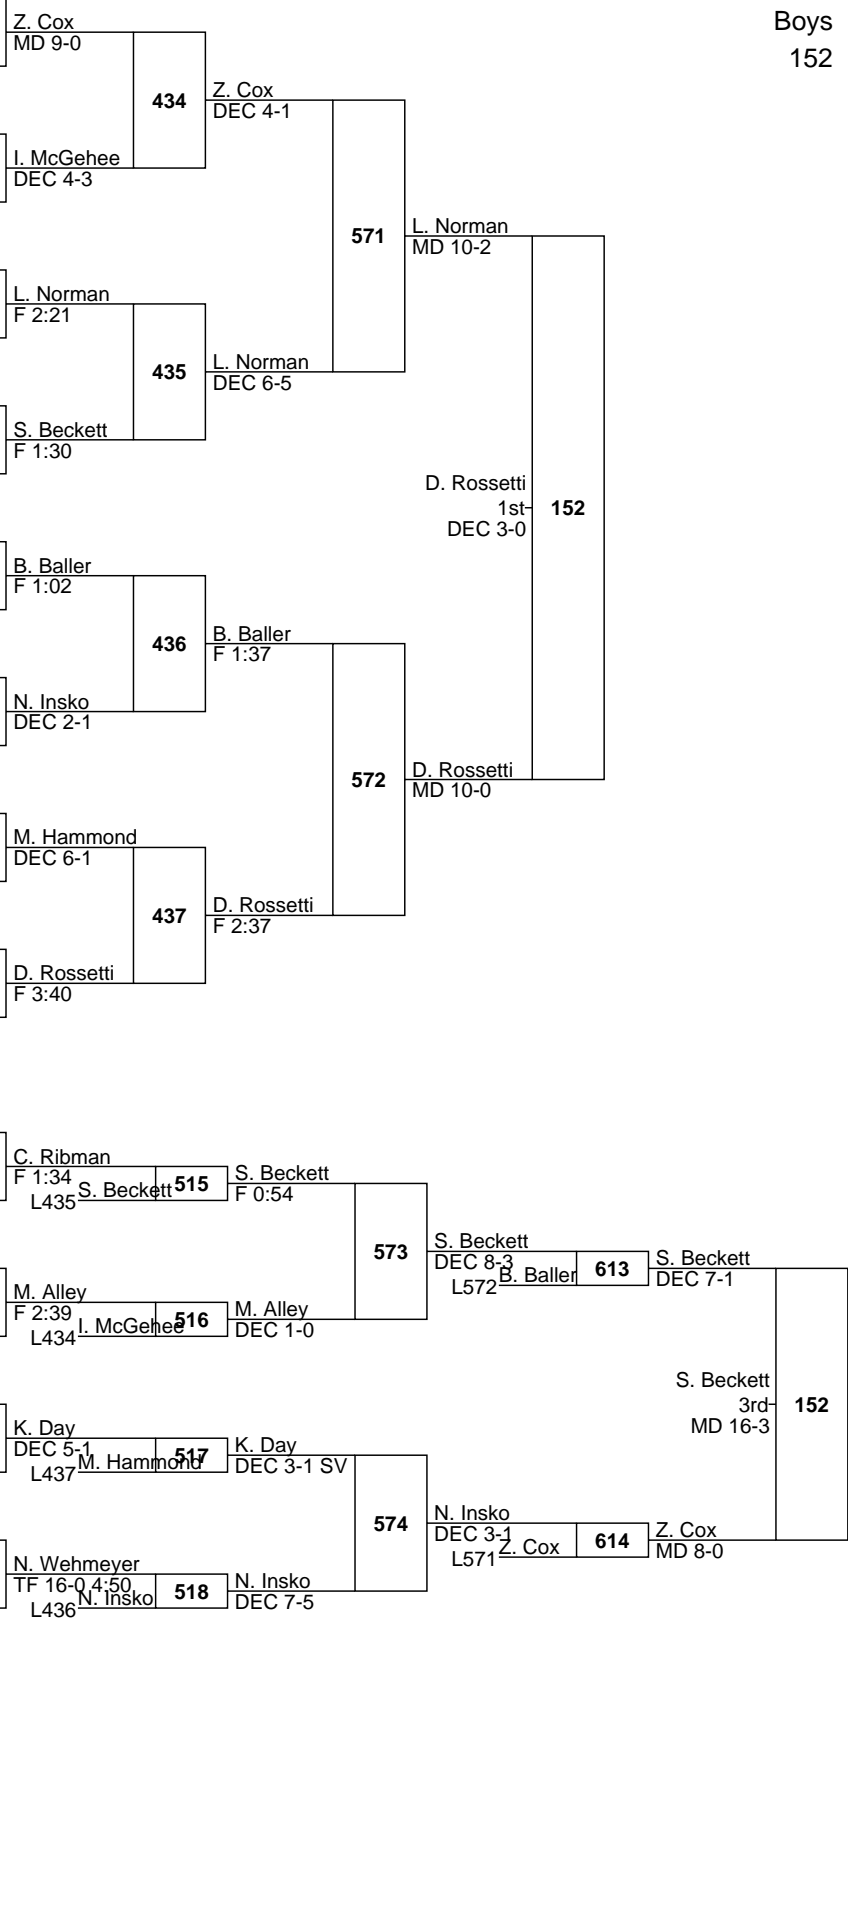 Boys
152
Z. Cox
MD 9-0
434
Z. Cox
DEC 4-1
I. McGehee
DEC 4-3
571
L. Norman
MD 10-2
L. Norman
F 2:21
435
L. Norman
DEC 6-5
S. Beckett
F 1:30
D. Rossetti
1st
DEC 3-0
152
B. Baller
F 1:02
436
B. Baller
F 1:37
N. Insko
DEC 2-1
572
D. Rossetti
MD 10-0
M. Hammond
DEC 6-1
437
D. Rossetti
F 2:37
D. Rossetti
F 3:40
C. Ribman
F 1:34
L435
S. Beckett
515
S. Beckett
F 0:54
573
S. Beckett
DEC 8-3
L572
B. Baller
613
S. Beckett
DEC 7-1
M. Alley
F 2:39
L434
I. McGehee
516
M. Alley
DEC 1-0
S. Beckett
3rd
MD 16-3
152
K. Day
DEC 5-1
L437
M. Hammond
517
K. Day
DEC 3-1 SV
574
N. Insko
DEC 3-1
L571
Z. Cox
614
Z. Cox
MD 8-0
N. Wehmeyer
TF 16-0 4:50
L436
N. Insko
518
N. Insko
DEC 7-5